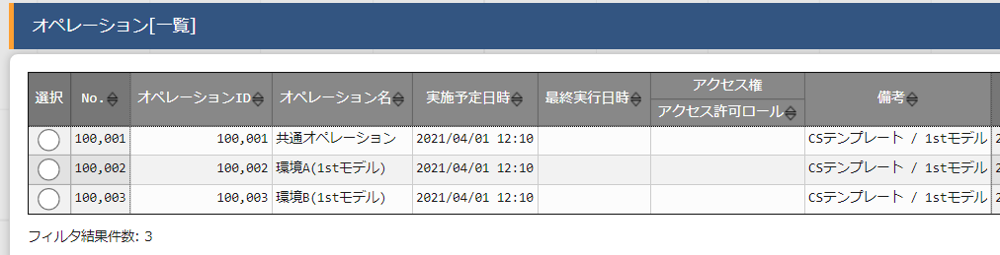 オペレーション[一覧]
選択 No. オペレーションID オペレーション名 実施予定日時 最終実行日時 アクセス権 備考
アクセス許可ロール
100,001 100,001 共通オペレーション 2021/04/01 12:10 CSテンプレート / 1stモデル 2
100,002 100,002 環境A(1stモデル) 2021/04/01 12:10 CSテンプレート / 1stモデル 2
100,003 100,003 環境B(1stモデル) 2021/04/01 12:10 CSテンプレート / 1stモデル 2
フィルタ結果件数: 3